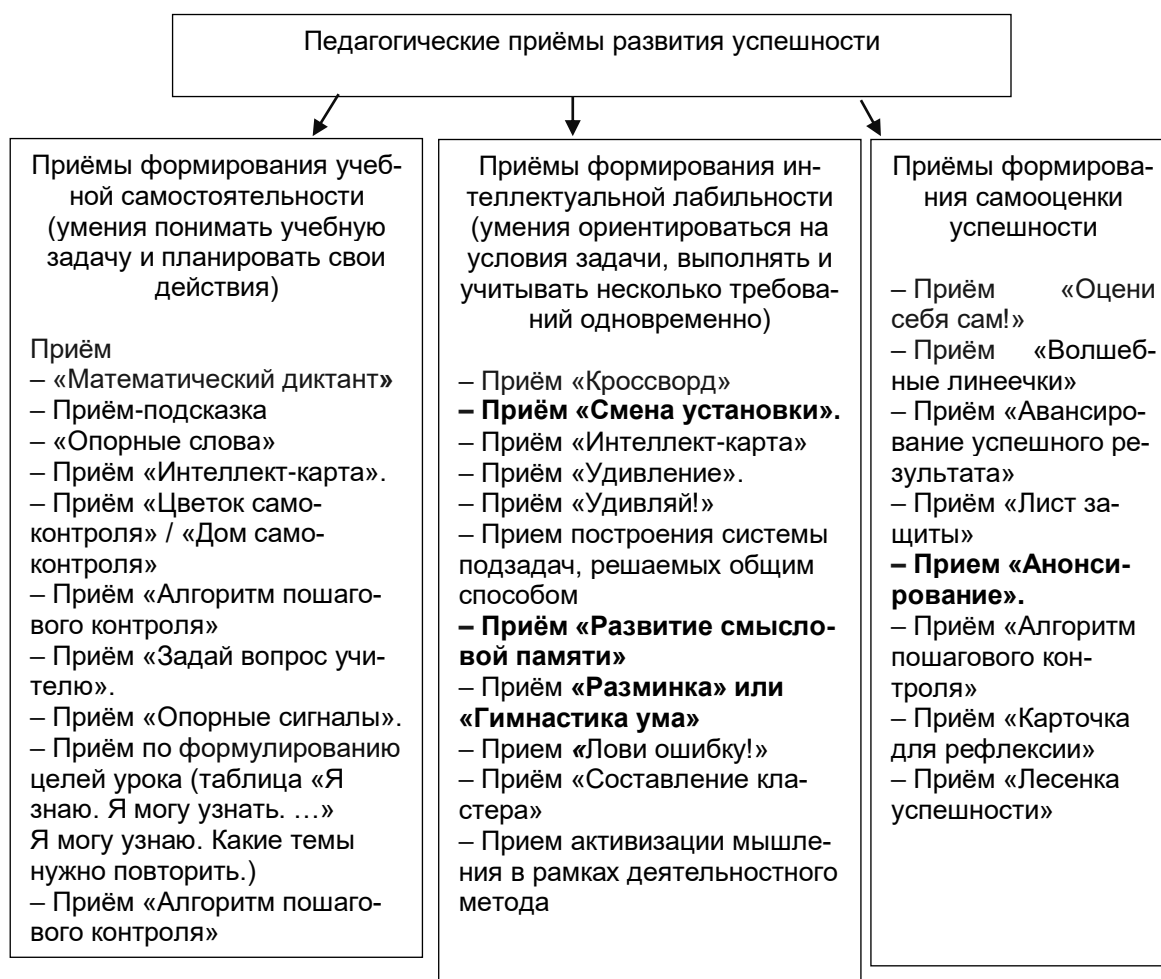 Педагогические приёмы развития успешности
Приёмы формирования учеб-
ной самостоятельности
(умения понимать учебную
задачу и планировать свои
действия)
Приём
– «Математический диктант»
– Приём-подсказка
– «Опорные слова»
– Приём «Интеллект-карта».
– Приём «Цветок само-
контроля» / «Дом само-
контроля»
– Приём «Алгоритм пошаго-
вого контроля»
– Приём «Задай вопрос учи-
телю».
– Приём «Опорные сигналы».
– Приём по формулированию
целей урока (таблица «Я
знаю. Я могу узнать. …»
Я могу узнаю. Какие темы
нужно повторить.)
– Приём «Алгоритм пошаго-
вого контроля»
Приёмы формирования ин-
теллектуальной лабильности
(умения ориентироваться на
условия задачи, выполнять и
учитывать несколько требова-
ний одновременно)
– Приём «Кроссворд»
– Приём «Смена установки».
– Приём «Интеллект-карта»
– Приём «Удивление».
– Приём «Удивляй!»
– Прием построения системы
подзадач, решаемых общим
способом
– Приём «Развитие смысло-
вой памяти»
– Приём «Разминка» или
«Гимнастика ума»
– Прием «Лови ошибку!»
– Приём «Составление кла-
стера»
– Прием активизации мышле-
ния в рамках деятельностного
метода
Приёмы формирова-
ния самооценки
успешности
– Приём «Оцени
себя сам!»
– Приём «Волшеб-
ные линеечки»
– Приём «Авансиро-
вание успешного ре-
зультата»
– Приём «Лист за-
щиты»
– Прием «Анонси-
рование».
– Приём «Алгоритм
пошагового кон-
троля»
– Приём «Карточка
для рефлексии»
– Приём «Лесенка
успешности»